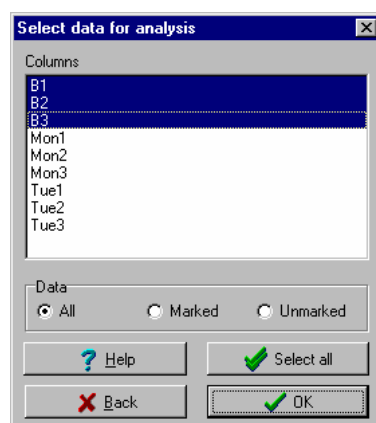 Select data for analysis
Columns
B1
B2
B3
Mon1
Mon2
Mon3
Tue1
Tue2
Tue3
Data
All Marked Unmarked
Help Select all
Back OK